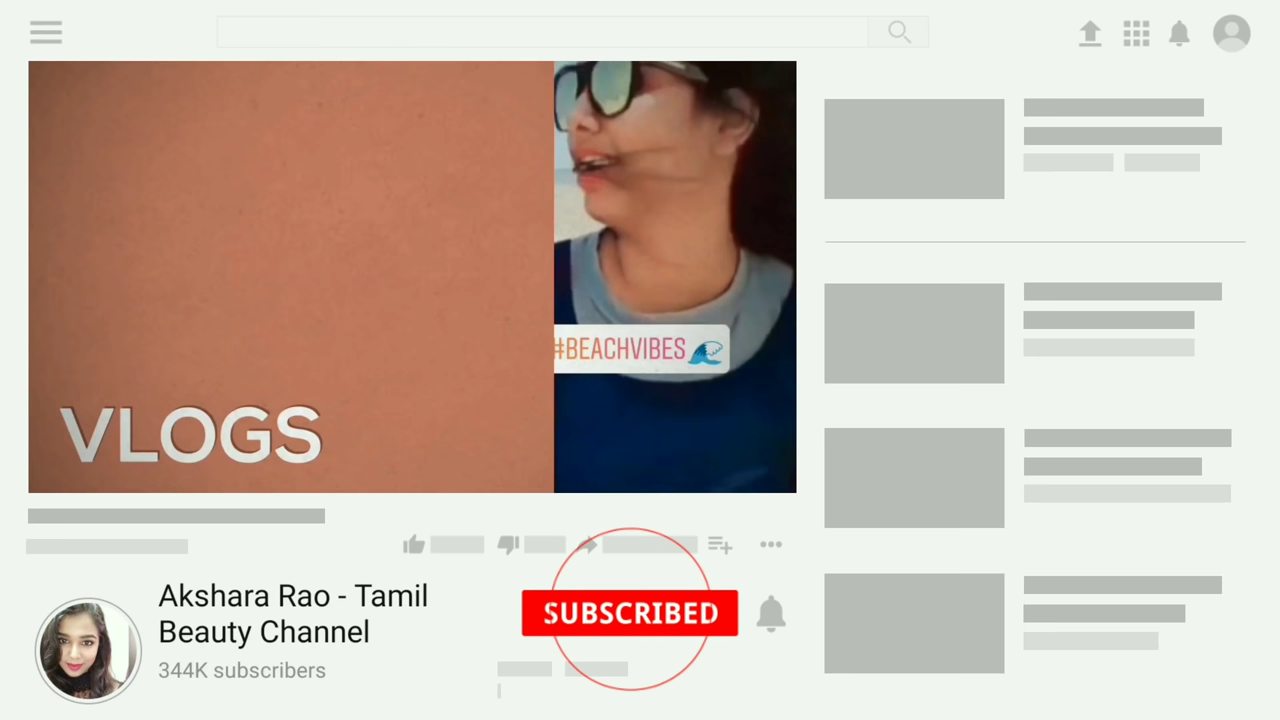 #BEACHVIBES
VLOGS
Akshara Rao - Tamil
Beauty Channel
344K subscribers
SUBSCRIBED